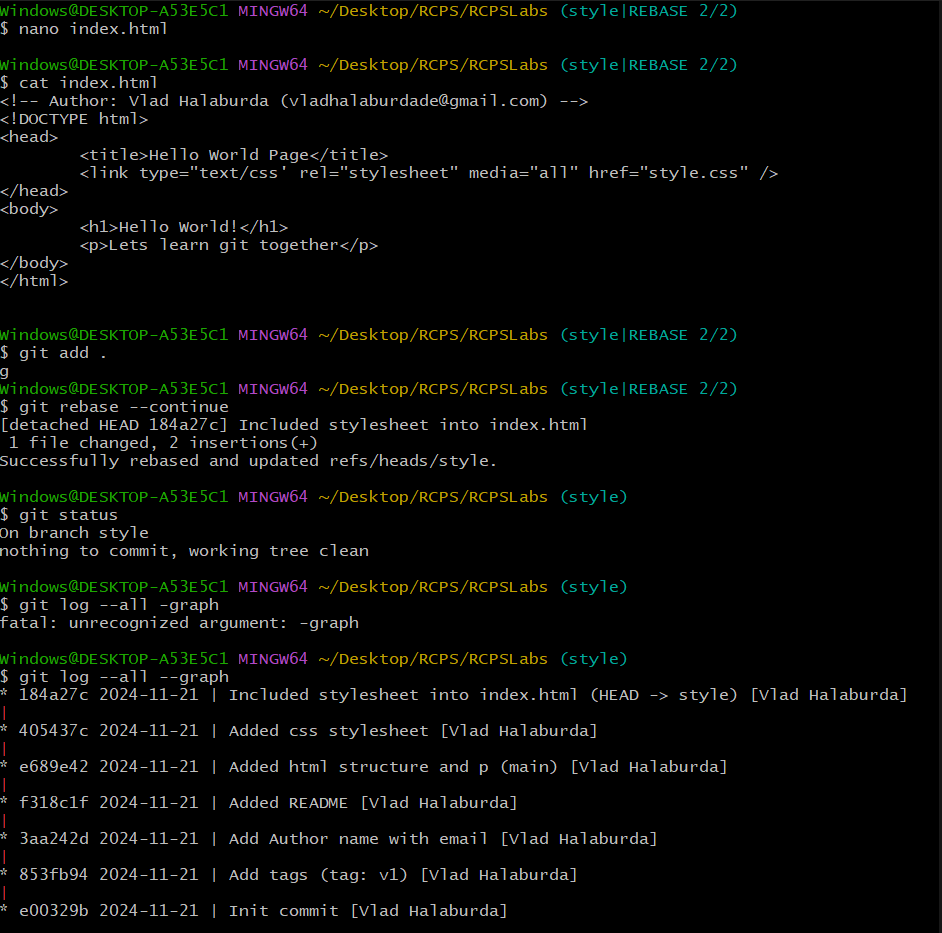 Windows@DESKTOP-A53E5C1 MINGW64 ~/Desktop/RCPS/RCPSLabs (style|REBASE 2/2)
$ nano index.html
Windows@DESKTOP-A53E5C1 MINGW64 ~/Desktop/RCPS/RCPSLabs (style|REBASE 2/2)
$ cat index.html
<!-- Author: Vlad Halaburda (vladhalaburdade@gmail.com) -->
<!DOCTYPE html>
<head>
        <title>Hello World Page</title>
        <link type="text/css' rel="stylesheet" media="all" href="style.css" />
</head>
<body>
        <h1>Hello World!</h1>
        <p>Lets learn git together</p>
</body>
</html>
Windows@DESKTOP-A53E5C1 MINGW64 ~/Desktop/RCPS/RCPSLabs (style|REBASE 2/2)
$ git add .
g
Windows@DESKTOP-A53E5C1 MINGW64 ~/Desktop/RCPS/RCPSLabs (style|REBASE 2/2)
$ git rebase --continue
[detached HEAD 184a27c] Included stylesheet into index.html
 1 file changed, 2 insertions(+)
Successfully rebased and updated refs/heads/style.
Windows@DESKTOP-A53E5C1 MINGW64 ~/Desktop/RCPS/RCPSLabs (style)
$ git status
On branch style
nothing to commit, working tree clean
Windows@DESKTOP-A53E5C1 MINGW64 ~/Desktop/RCPS/RCPSLabs (style)
$ git log --all -graph
fatal: unrecognized argument: -graph
Windows@DESKTOP-A53E5C1 MINGW64 ~/Desktop/RCPS/RCPSLabs (style)
$ git log --all --graph
* 184a27c 2024-11-21 | Included stylesheet into index.html (HEAD -> style) [Vlad Halaburda]
|
* 405437c 2024-11-21 | Added css stylesheet [Vlad Halaburda]
|
* e689e42 2024-11-21 | Added html structure and p (main) [Vlad Halaburda]
|
* f318c1f 2024-11-21 | Added README [Vlad Halaburda]
|
* 3aa242d 2024-11-21 | Add Author name with email [Vlad Halaburda]
|
* 853fb94 2024-11-21 | Add tags (tag: v1) [Vlad Halaburda]
|
* e00329b 2024-11-21 | Init commit [Vlad Halaburda]